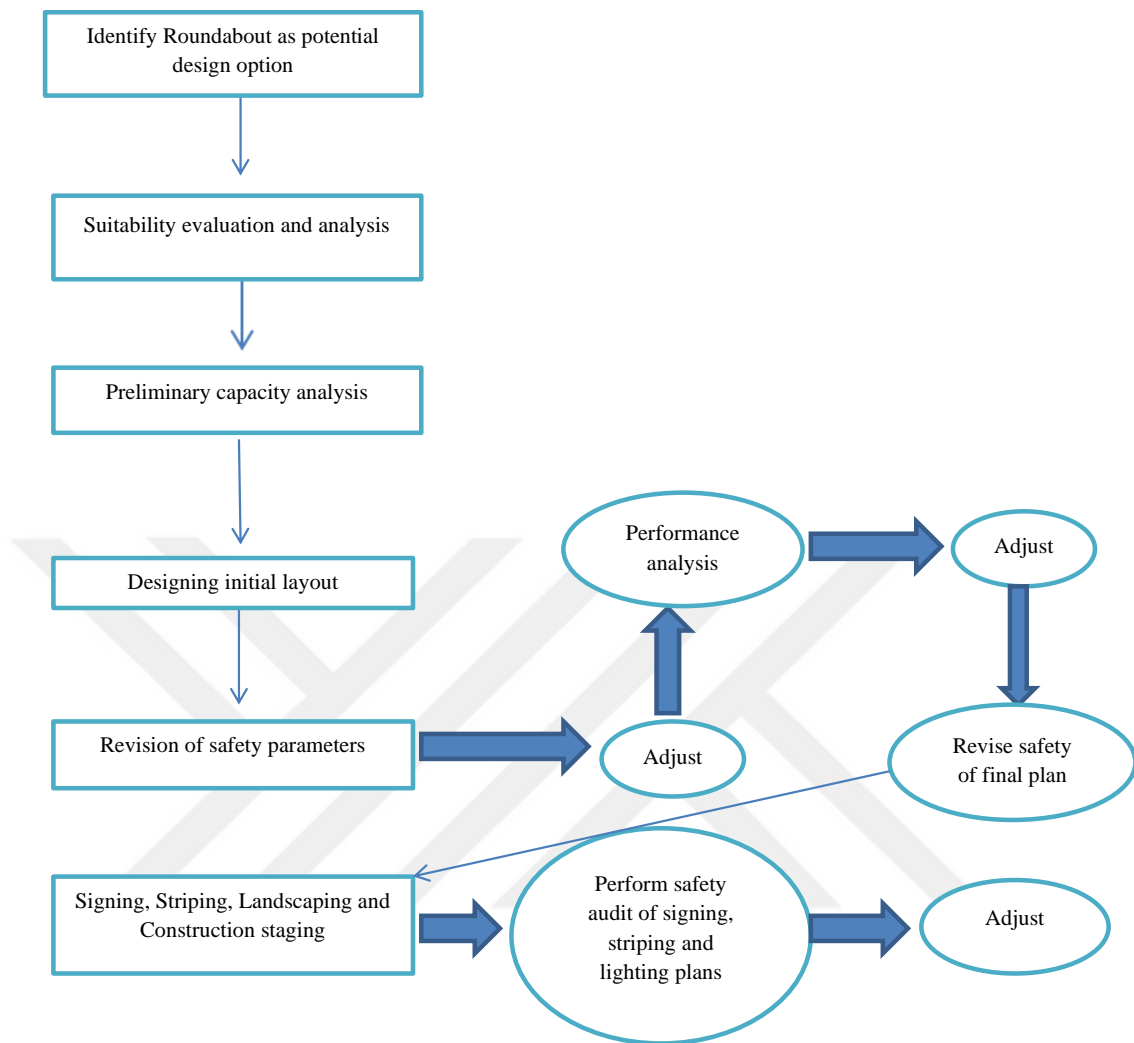 Identify Roundabout as potential
design option
Suitability evaluation and analysis
Preliminary capacity analysis
Designing initial layout
Revision of safety parameters
Adjust
Performance
analysis
Adjust
Revise safety
of final plan
Signing, Striping, Landscaping and
Construction staging
Perform safety
audit of signing,
striping and
lighting plans
Adjust